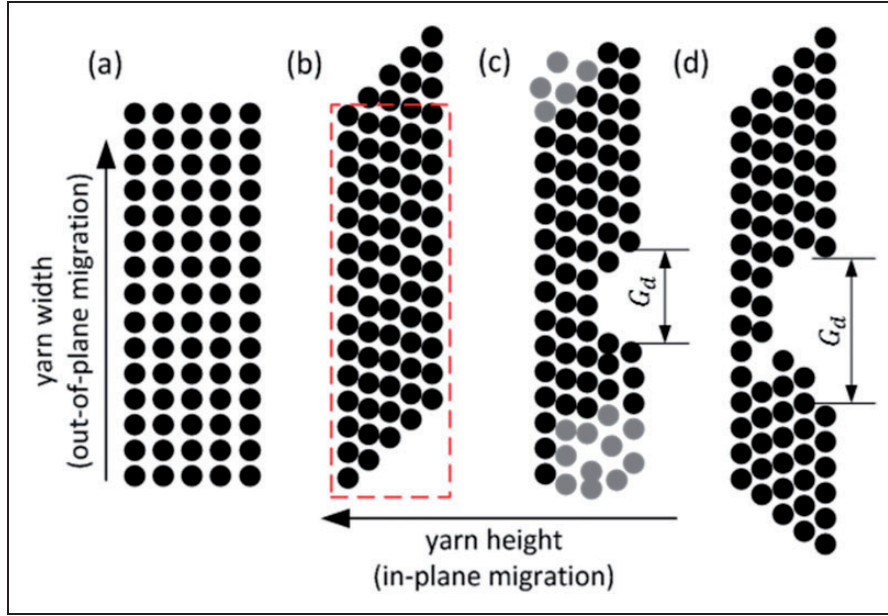 (a)
(b)
(c)
(d)
yarn width
(out-of-plane migration)
G_d
G_d
yarn height
(in-plane migration)